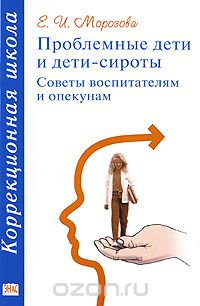 Коррекционная школа
Е. И. Морозова
Проблемные дети
и дети-сироты
Советы воспитателям
и опекунам
ЭНАС
ozon.ru